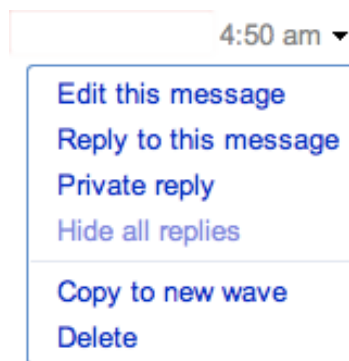 4:50 am
Edit this message
Reply to this message
Private reply
Hide all replies
Copy to new wave
Delete